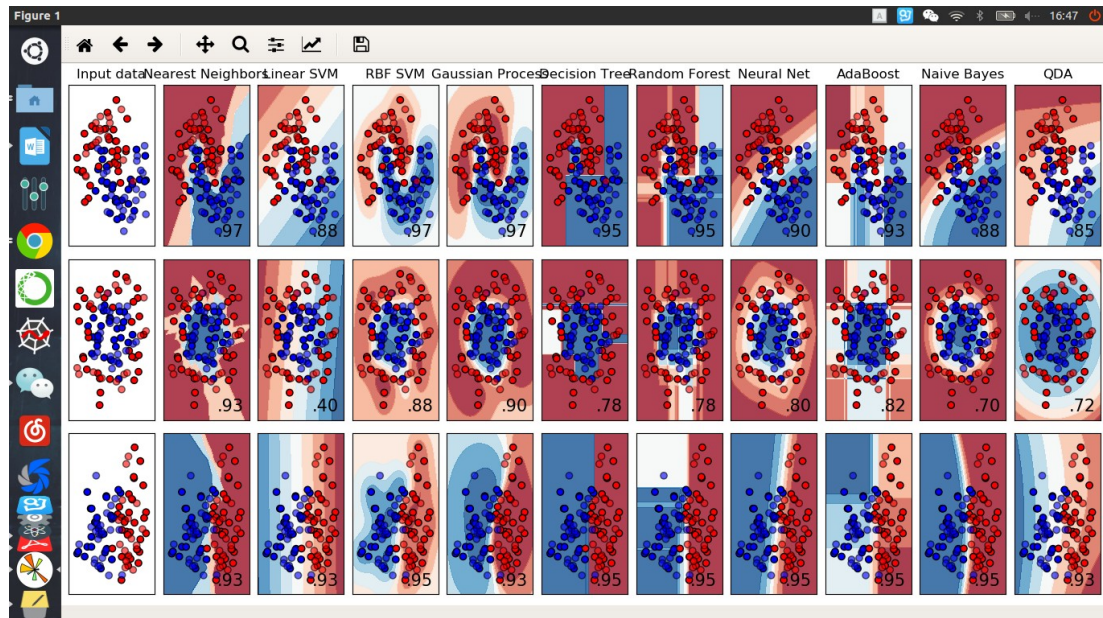 Figure 1
16:47
Input data Nearest Neighbors Linear SVM RBF SVM Gaussian Process Decision Tree Random Forest Neural Net AdaBoost Naive Bayes QDA
.97 .88 .97 .97 .95 .95 .90 .93 .88 .85
.93 .40 .88 .90 .78 .78 .80 .82 .70 .72
.93 .93 .95 .93 .95 .95 .95 .95 .95 .93